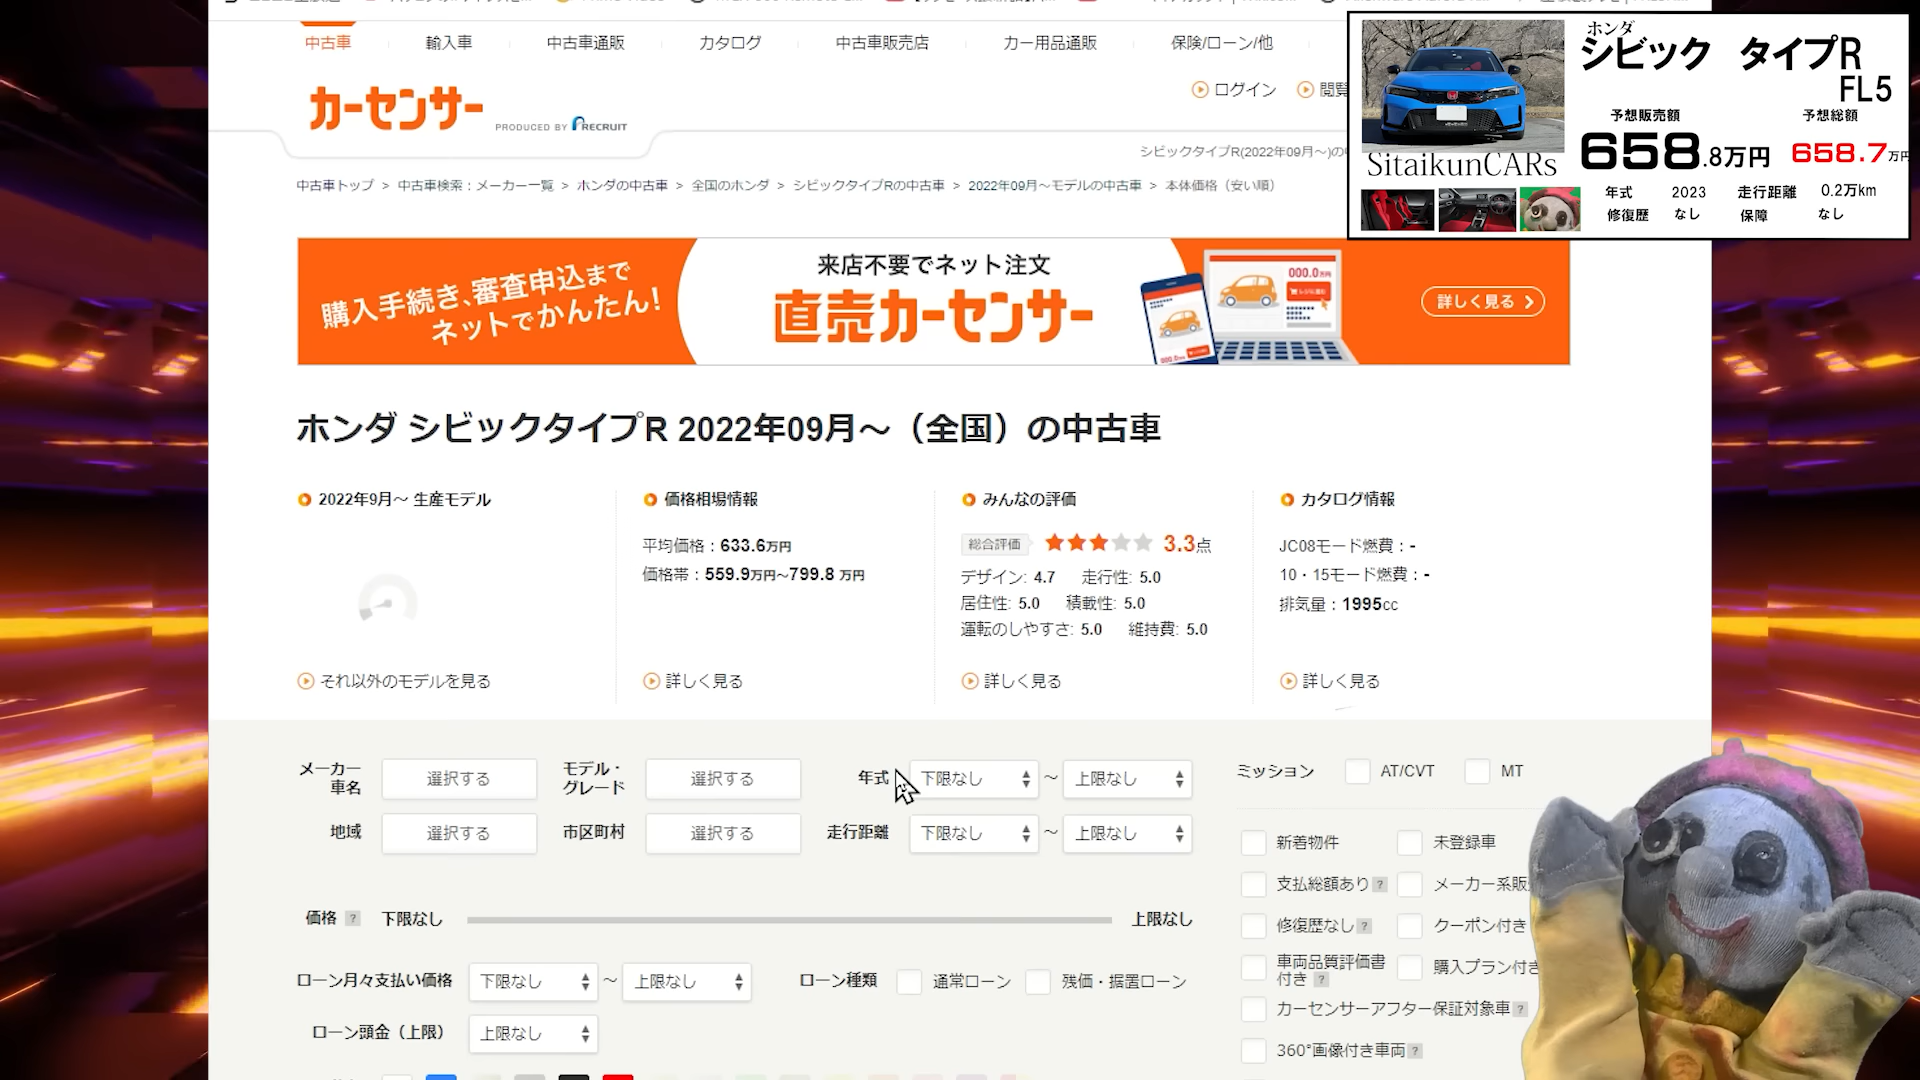 中古車
輸入車
中古車通販
カタログ
中古車販売店
カー用品通販
保険/ローン/他
カーセンサー
PRODUCED BY RECRUIT
ログイン
閲覧
シビックタイプR(2022年09月〜)の
中古車トップ > 中古車検索：メーカー一覧 > ホンダの中古車 > 全国のホンダ > シビックタイプRの中古車 > 2022年09月〜モデルの中古車 > 本体価格（安い順）
ホンダ
シビック タイプR
FL5
予想販売額
予想総額
658.8万円
658.7万円
SitaikunCARs
年式 2023 走行距離 0.2万km
修復歴 なし 保障 なし
購入手続き、審査申込まで
ネットでかんたん！
来店不要でネット注文
直売カーセンサー
000.0万円
詳しく見る
ホンダ シビックタイプR 2022年09月〜（全国）の中古車
2022年9月〜 生産モデル
それ以外のモデルを見る
価格相場情報
平均価格：633.6万円
価格帯：559.9万円〜799.8 万円
詳しく見る
みんなの評価
総合評価 3.3点
デザイン: 4.7 走行性: 5.0
居住性: 5.0 積載性: 5.0
運転のしやすさ: 5.0 維持費: 5.0
詳しく見る
カタログ情報
JC08モード燃費：-
10・15モード燃費：-
排気量：1995cc
詳しく見る
メーカー
車名
選択する
モデル・
グレード
選択する
年式 下限なし 〜 上限なし
地域 選択する
市区町村 選択する
走行距離 下限なし 〜 上限なし
価格 ? 下限なし 上限なし
ローン月々支払い価格 下限なし 〜 上限なし
ローン種類 通常ローン 残価・据置ローン
ローン頭金（上限） 上限なし
ミッション AT/CVT MT
新着物件 未登録車
支払総額あり ? メーカー系販
修復歴なし ? クーポン付き
車両品質評価書
付き ?
購入プラン付き
カーセンサーアフター保証対象車 ?
360°画像付き車両 ?